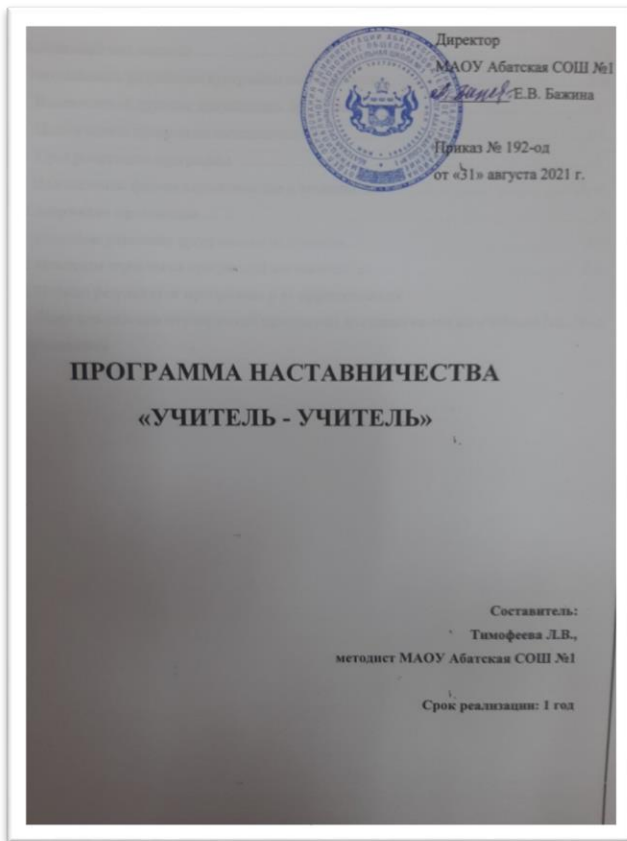 Директор
МАОУ Абатская СОШ №1
Е.В. Бажина
Приказ № 192-од
от «31» августа 2021 г.
ПРОГРАММА НАСТАВНИЧЕСТВА
«УЧИТЕЛЬ - УЧИТЕЛЬ»
Составитель:
Тимофеева Л.В.,
методист МАОУ Абатская СОШ №1
Срок реализации: 1 год